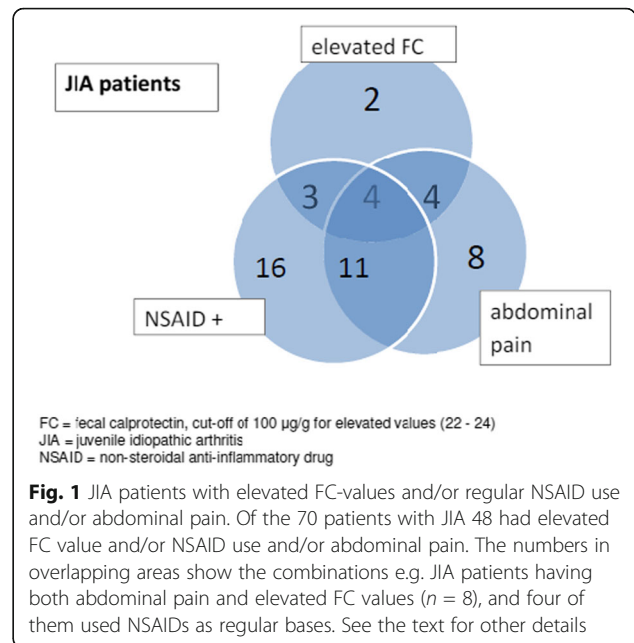 elevated FC
JIA patients
2
3
4
4
16
11
8
NSAID +
abdominal
pain
FC = fecal calprotectin, cut-off of 100 µg/g for elevated values (22 - 24)
JIA = juvenile idiopathic arthritis
NSAID = non-steroidal anti-inflammatory drug
Fig. 1 JIA patients with elevated FC-values and/or regular NSAID use
and/or abdominal pain. Of the 70 patients with JIA 48 had elevated
FC value and/or NSAID use and/or abdominal pain. The numbers in
overlapping areas show the combinations e.g. JIA patients having
both abdominal pain and elevated FC values (n = 8), and four of
them used NSAIDs as regular bases. See the text for other details